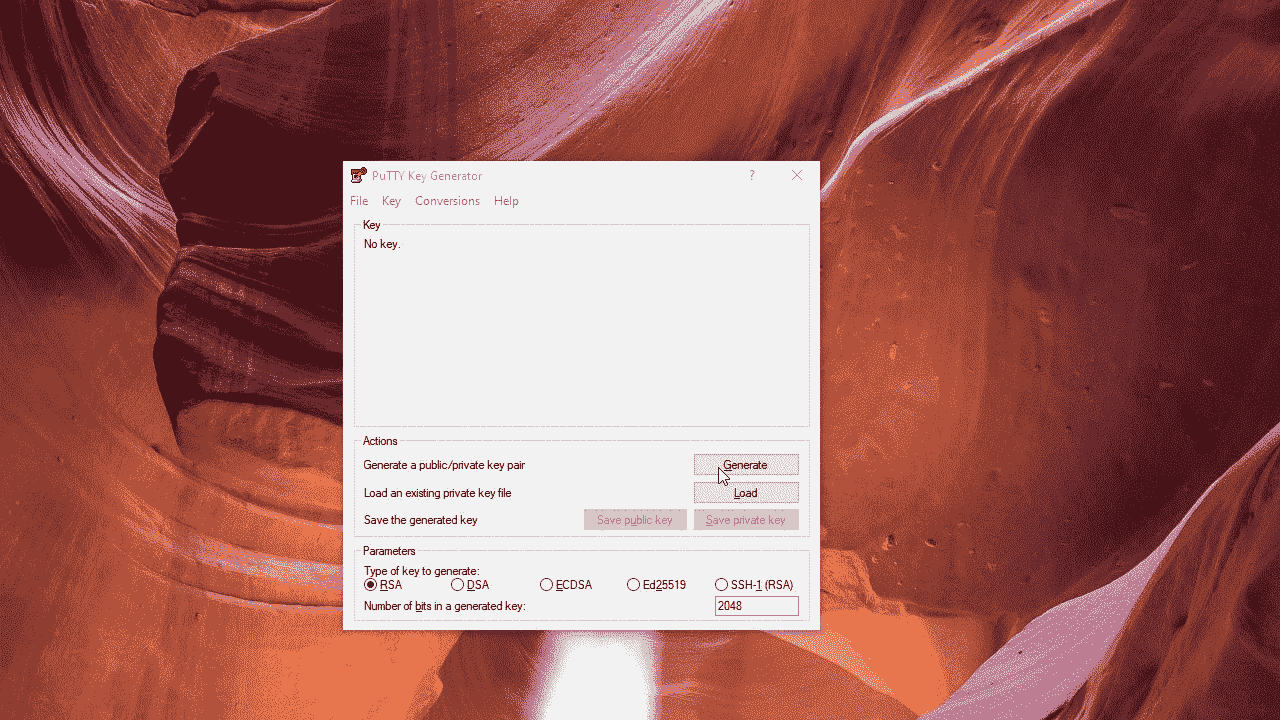 PuTTY Key Generator ?
File Key Conversions Help
Key
No key.
Actions
Generate a public/private key pair Generate
Load an existing private key file Load
Save the generated key Save public key Save private key
Parameters
Type of key to generate:
RSA DSA ECDSA Ed25519 SSH-1 (RSA)
Number of bits in a generated key: 2048